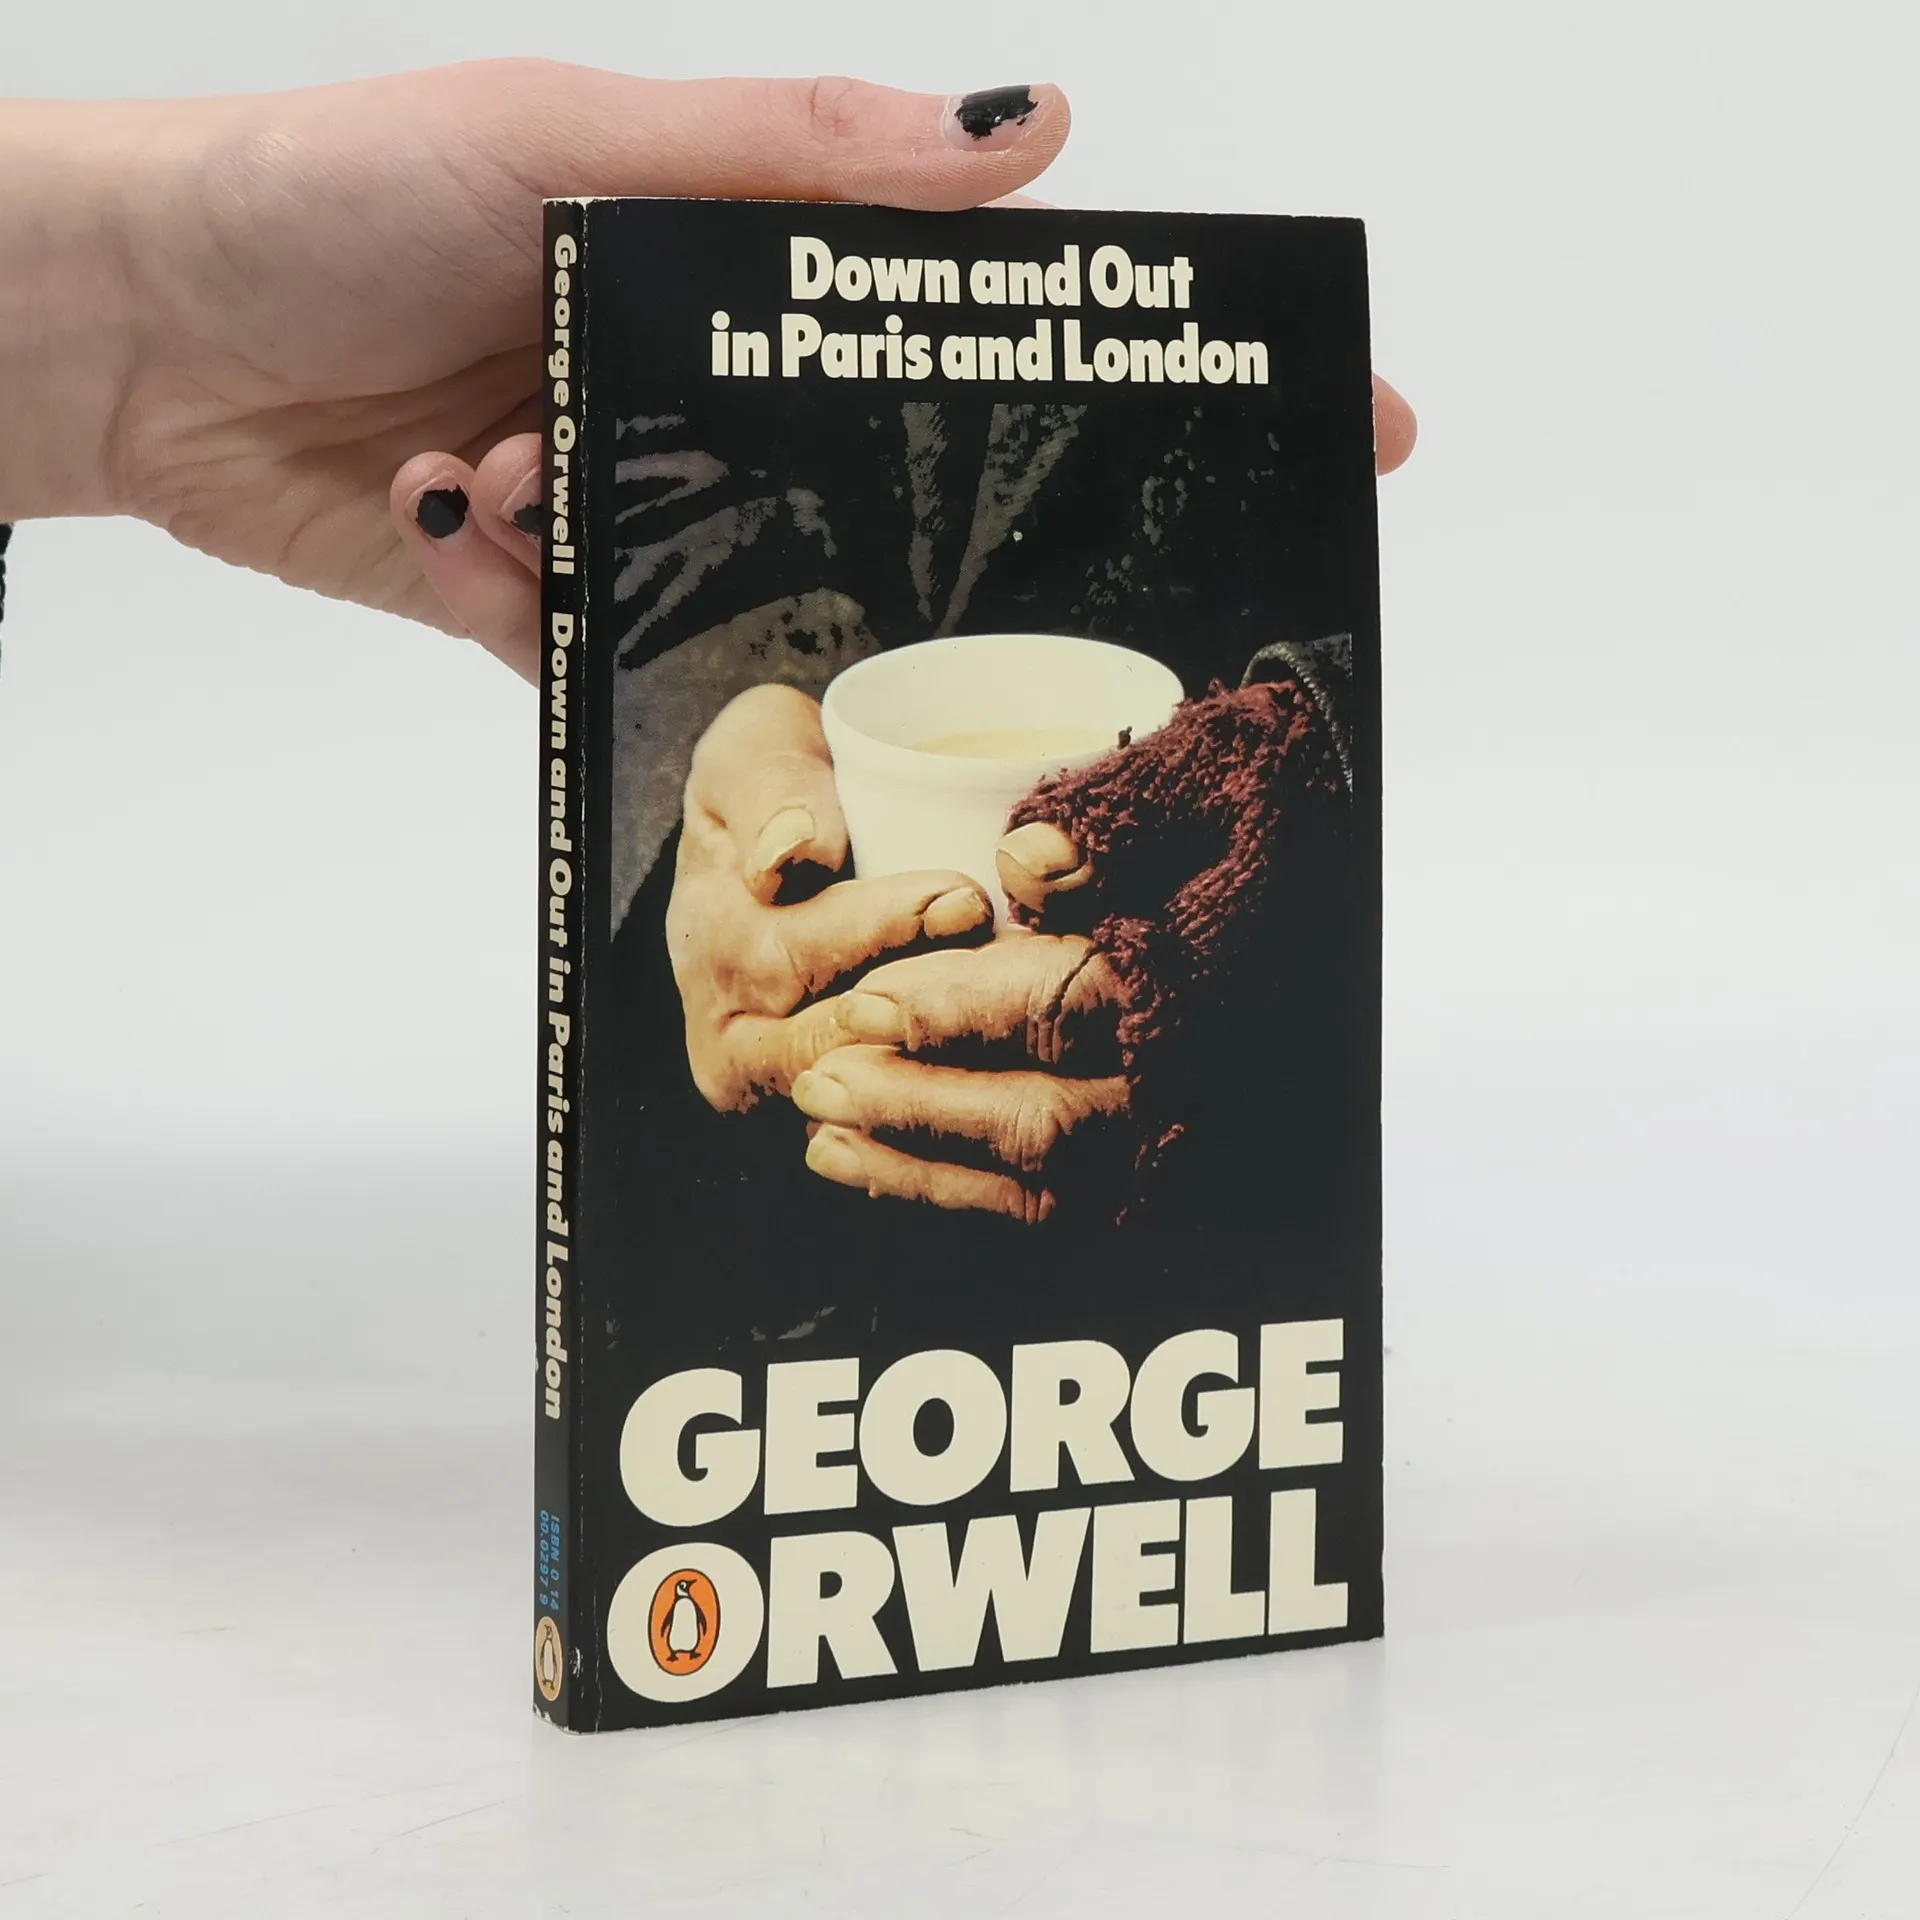 Down and Out
in Paris and London
GEORGE
ORWELL
George Orwell Down and Out in Paris and London
ISBN 0 14
00.0297 9